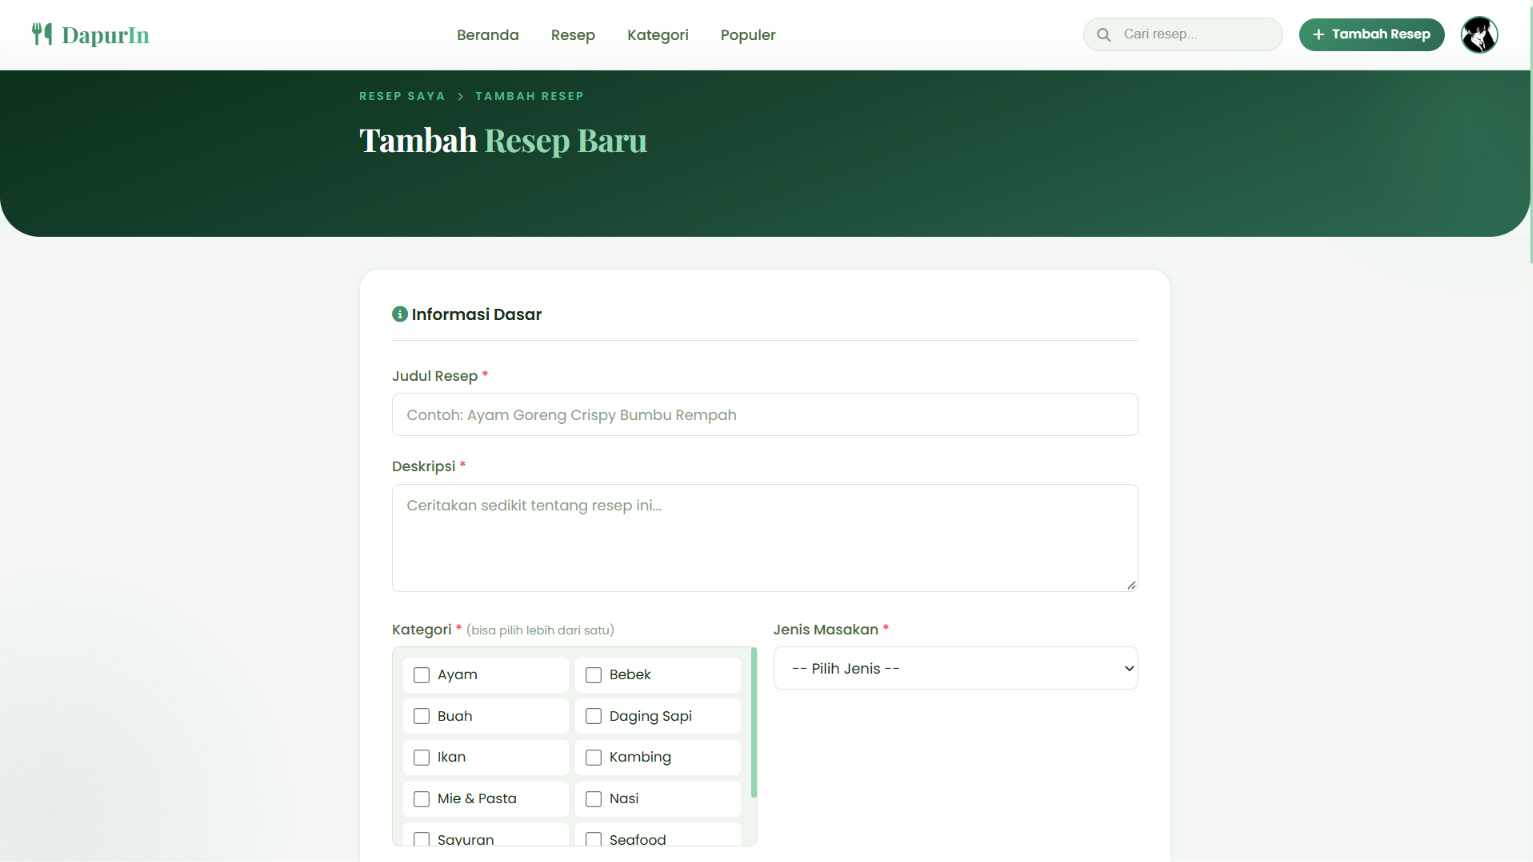 DapurIn
Beranda
Resep
Kategori
Populer
Cari resep...
+ Tambah Resep
RESEP SAYA > TAMBAH RESEP
Tambah Resep Baru
Informasi Dasar
Judul Resep *
Contoh: Ayam Goreng Crispy Bumbu Rempah
Deskripsi *
Ceritakan sedikit tentang resep ini...
Kategori * (bisa pilih lebih dari satu)
Ayam
Bebek
Buah
Daging Sapi
Ikan
Kambing
Mie & Pasta
Nasi
Sayuran
Seafood
Jenis Masakan *
-- Pilih Jenis --